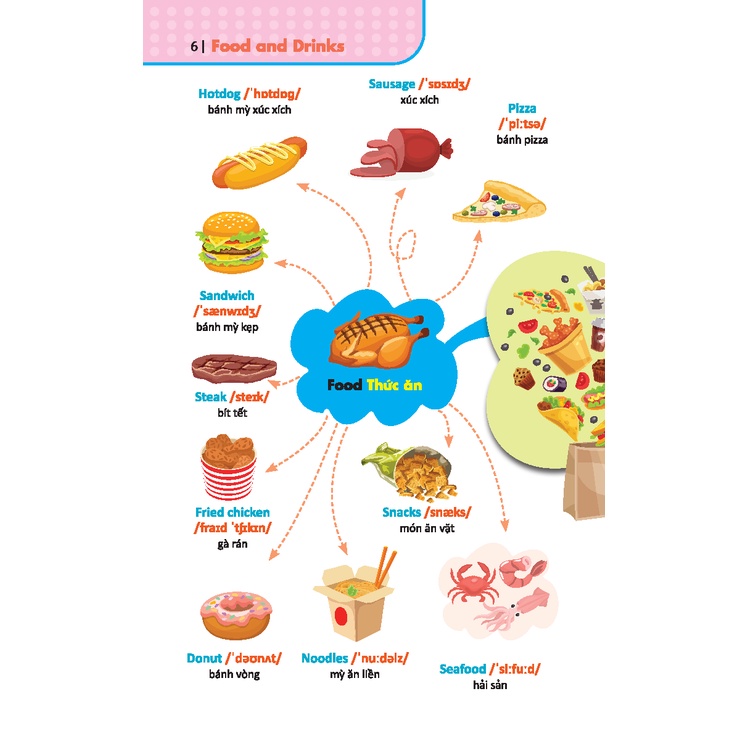 6 | Food and Drinks
Hotdog /ˈhɒtdɒg/
bánh mỳ xúc xích
Sausage /ˈsɒsɪdʒ/
xúc xích
Pizza
/ˈpiːtsə/
bánh pizza
Sandwich
/ˈsænwɪdʒ/
bánh mỳ kẹp
Food Thức ăn
Steak /steɪk/
bít tết
Fried chicken
/fraɪd ˈtʃɪkɪn/
gà rán
Snacks /snæks/
món ăn vặt
Donut /ˈdəʊnʌt/
bánh vòng
Noodles /ˈnuːdəlz/
mỳ ăn liền
Seafood /ˈsiːfuːd/
hải sản